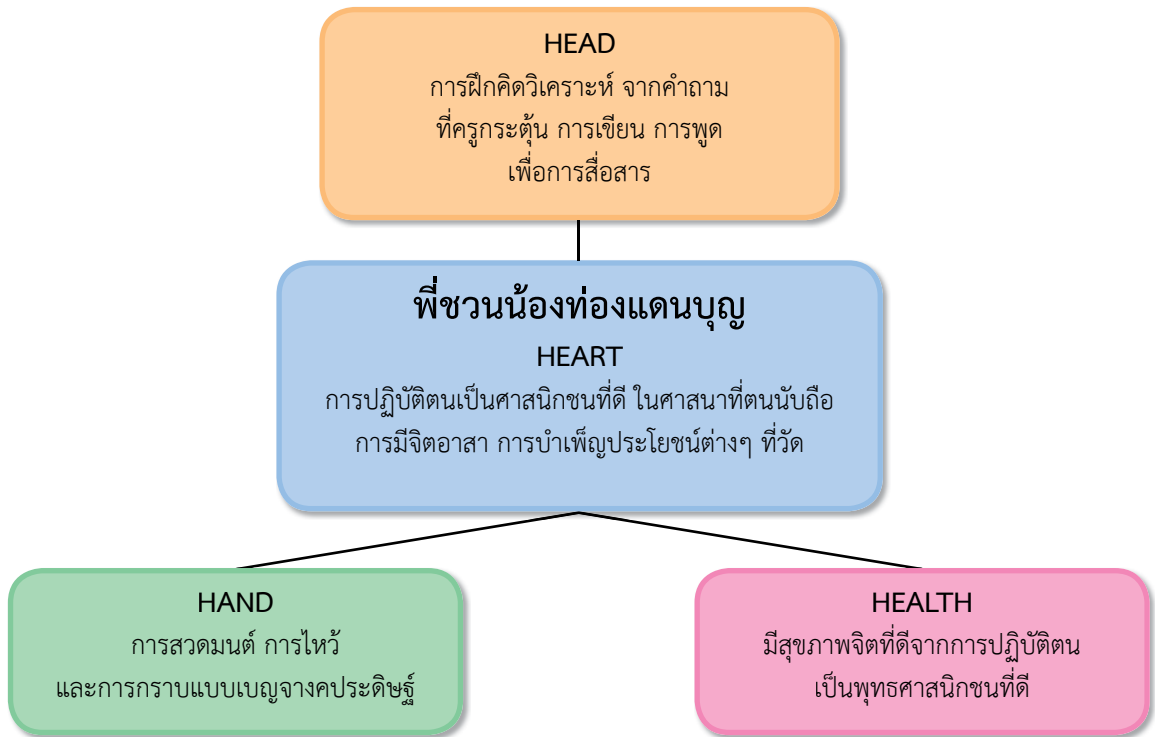 HEAD
การฝึกคิดวิเคราะห์ จากคำถาม
ที่ครูกระตุ้น การเขียน การพูด
เพื่อการสื่อสาร
พี่ชวนน้องท่องแดนบุญ
HEART
การปฏิบัติตนเป็นศาสนิกชนที่ดี ในศาสนาที่ตนนับถือ
การมีจิตอาสา การบำเพ็ญประโยชน์ต่างๆ ที่วัด
HAND
การสวดมนต์ การไหว้
และการกราบแบบเบญจางคประดิษฐ์
HEALTH
มีสุขภาพจิตที่ดีจากการปฏิบัติตน
เป็นพุทธศาสนิกชนที่ดี